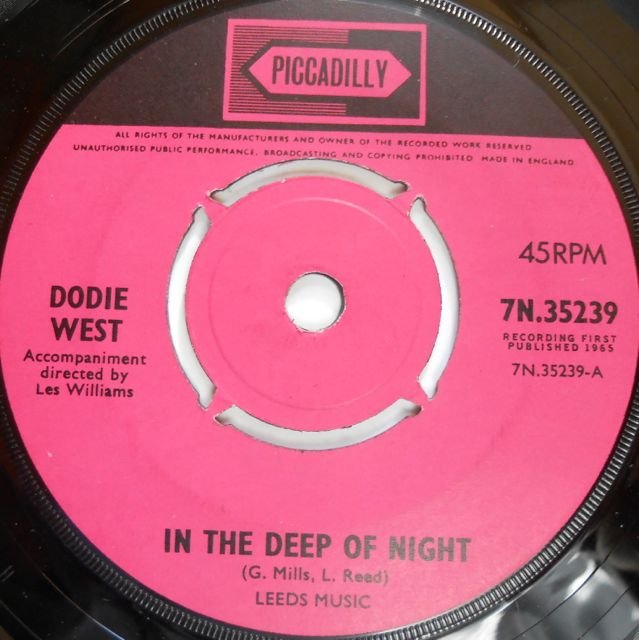 PICCADILLY
ALL RIGHTS OF THE MANUFACTURERS AND OWNER OF THE RECORDED WORK RESERVED
UNAUTHORISED PUBLIC PERFORMANCE, BROADCASTING AND COPYING PROHIBITED MADE IN ENGLAND
45RPM
DODIE
WEST
Accompaniment
directed by
Les Williams
7N.35239
RECORDING FIRST
PUBLISHED 1965
7N.35239-A
IN THE DEEP OF NIGHT
(G. Mills, L. Reed)
LEEDS MUSIC